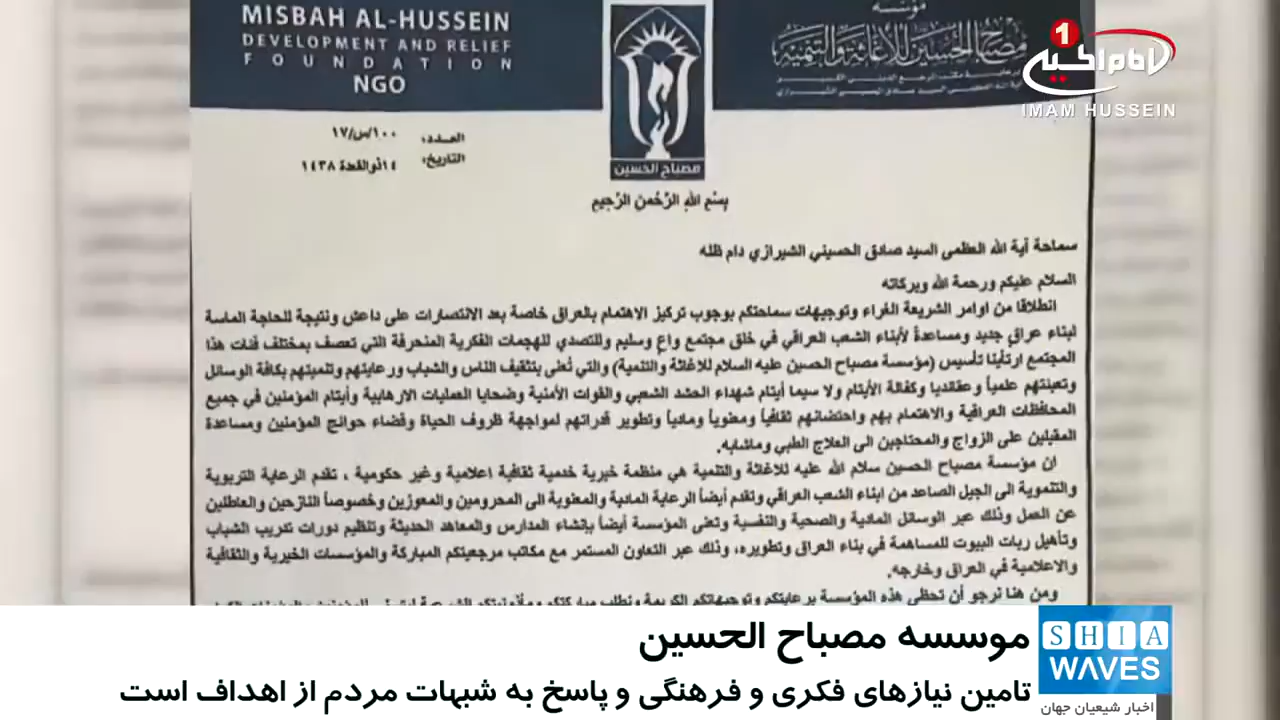 MISBAH AL-HUSSEIN
DEVELOPMENT AND RELIEF
FOUNDATION
NGO
مؤسسة
مصباح الحسين للإغاثة والتنمية
مصباح الحسين
1
امام حسین
IMAM HUSSEIN
العدد: ١٠٠/س/١٧
التاريخ: ١٤ ذو القعدة ١٤٣٨
بِسْمِ اللهِ الرَّحْمنِ الرَّحِيمِ
سماحة آية الله العظمى السيد صادق الحسيني الشيرازي دام ظله
السلام عليكم ورحمة الله وبركاته
انطلاقا من اوامر الشريعة الغراء وتوجيهات سماحتكم بوجوب تركيز الاهتمام بالعراق خاصة بعد الانتصارات على داعش ونتيجة للحاجة الماسة
لبناء عراق جديد ومساعدةً لأبناء الشعب العراقي في خلق مجتمع واعٍ وسليم وللتصدي للهجمات الفكرية المنحرفة التي تعصف بمختلف فئات هذا
المجتمع ارتأينا تأسيس (مؤسسة مصباح الحسين عليه السلام للاغاثة والتنمية) والتي تُعنى بتثقيف الناس والشباب ورعايتهم وتنميتهم بكافة الوسائل
وتعبئتهم علمياً وعقائديا وكفالة الأيتام ولا سيما أيتام شهداء الحشد الشعبي والقوات الأمنية وضحايا العمليات الارهابية وأيتام المؤمنين في جميع
المحافظات العراقية والاهتمام بهم واحتضانهم ثقافياً ومعنوياً ومادياً وتطوير قدراتهم لمواجهة ظروف الحياة وقضاء حوائج المؤمنين ومساعدة
المقبلين على الزواج والمحتاجين الى العلاج الطبي وماشابه.
ان مؤسسة مصباح الحسين سلام الله عليه للاغاثة والتنمية هي منظمة خيرية خدمية ثقافية اعلامية وغير حكومية ، تقدم الرعاية التربوية
والتنموية الى الجيل الصاعد من ابناء الشعب العراقي وتقدم أيضاً الرعاية المادية والمعنوية الى المحرومين والمعوزين وخصوصاً النازحين والعاطلين
عن العمل وذلك عبر الوسائل المادية والصحية والنفسية وتعنى المؤسسة أيضاً بإنشاء المدارس والمعاهد الحديثة وتنظيم دورات تدريب الشباب
وتأهيل ربات البيوت للمساهمة في بناء العراق وتطويره، وذلك عبر التعاون المستمر مع مكاتب مرجعيتكم المباركة والمؤسسات الخيرية والثقافية
والاعلامية في العراق وخارجه.
ومن هنا نرجو أن تحظى هذه المؤسسة برعايتكم وتوجيهاتكم الكريمة ونطلب مباركتكم
موسسه مصباح الحسین
تامین نیازهای فکری و فرهنگی و پاسخ به شبهات مردم از اهداف است
SHIA
WAVES
اخبار شیعیان جهان